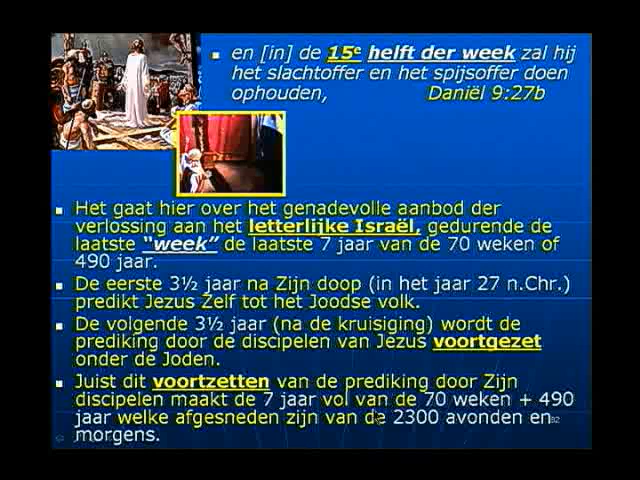 en [in] de 15e helft der week zal hij
het slachtoffer en het spijsoffer doen
ophouden, Daniël 9:27b
Het gaat hier over het genadevolle aanbod der
verlossing aan het letterlijke Israël, gedurende de
laatste “week” de laatste 7 jaar van de 70 weken of
490 jaar.
De eerste 3½ jaar na Zijn doop (in het jaar 27 n.Chr.)
predikt Jezus Zelf tot het Joodse volk.
De volgende 3½ jaar (na de kruisiging) wordt de
prediking door de discipelen van Jezus voortgezet
onder de Joden.
Juist dit voortzetten van de prediking door Zijn
discipelen maakt de 7 jaar vol van de 70 weken + 490
jaar welke afgesneden zijn van de 2300 avonden en
morgens.